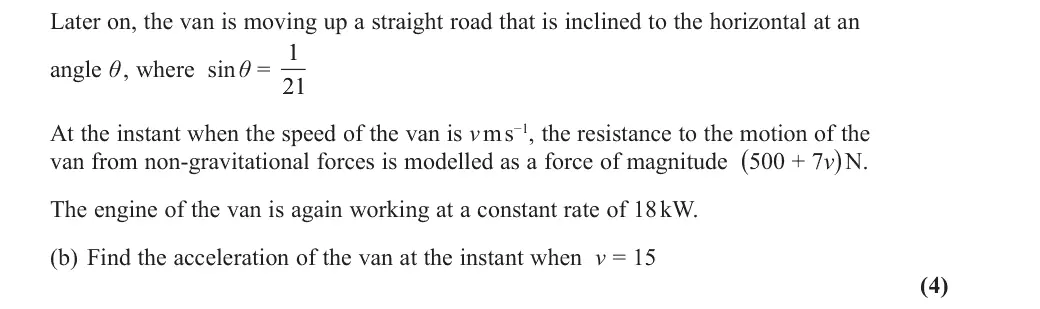 Later on, the van is moving up a straight road that is inclined to the horizontal at an
angle θ, where sin θ = 1/21
At the instant when the speed of the van is v m s⁻¹, the resistance to the motion of the
van from non-gravitational forces is modelled as a force of magnitude (500 + 7v) N.
The engine of the van is again working at a constant rate of 18 kW.
(b) Find the acceleration of the van at the instant when v = 15
(4)